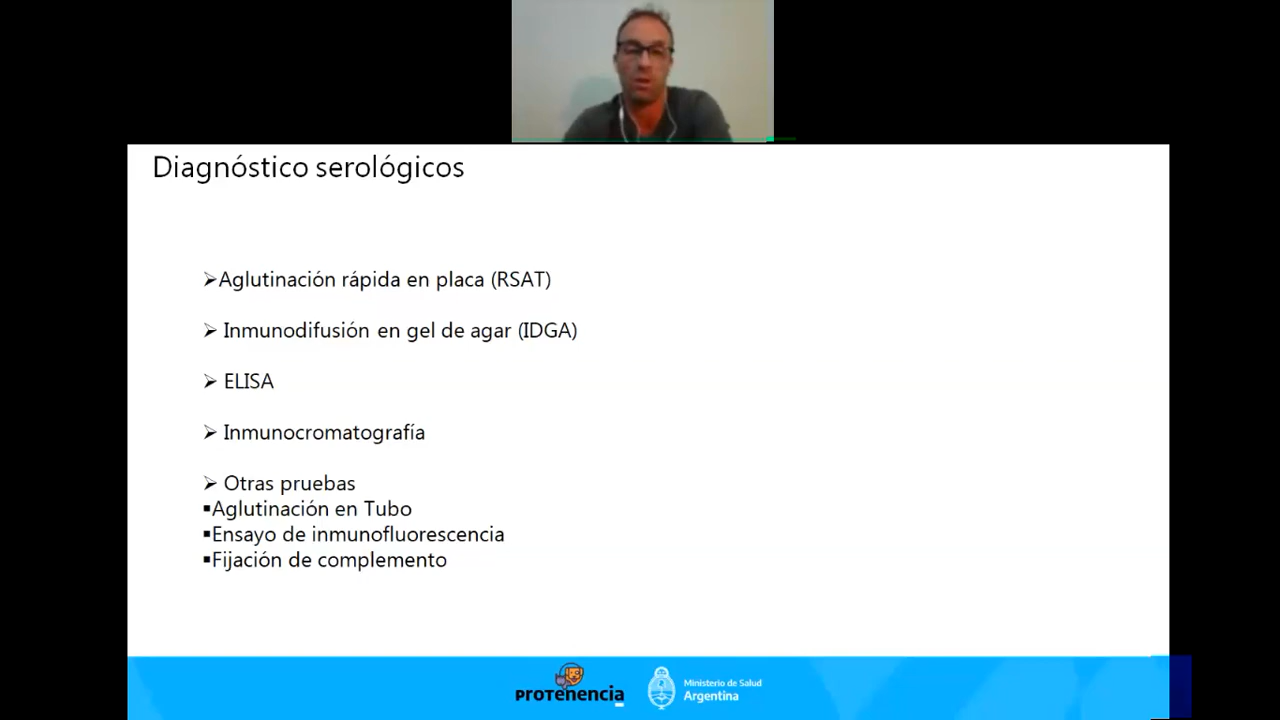 Diagnóstico serológicos
➢Aglutinación rápida en placa (RSAT)
➢ Inmunodifusión en gel de agar (IDGA)
➢ ELISA
➢ Inmunocromatografía
➢ Otras pruebas
▪Aglutinación en Tubo
▪Ensayo de inmunofluorescencia
▪Fijación de complemento
PROTENENCIA
Ministerio de Salud
Argentina